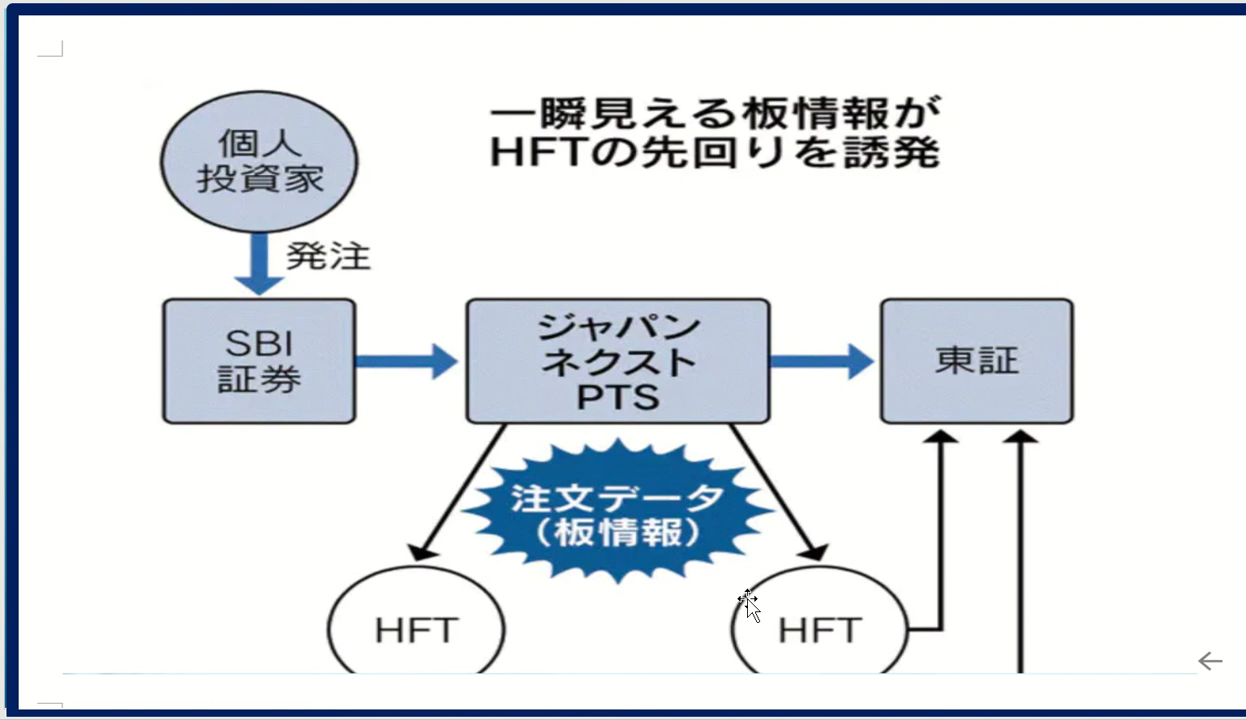 一瞬見える板情報が
HFTの先回りを誘発
個人
投資家
発注
SBI
証券
ジャパン
ネクスト
PTS
東証
注文データ
（板情報）
HFT
HFT